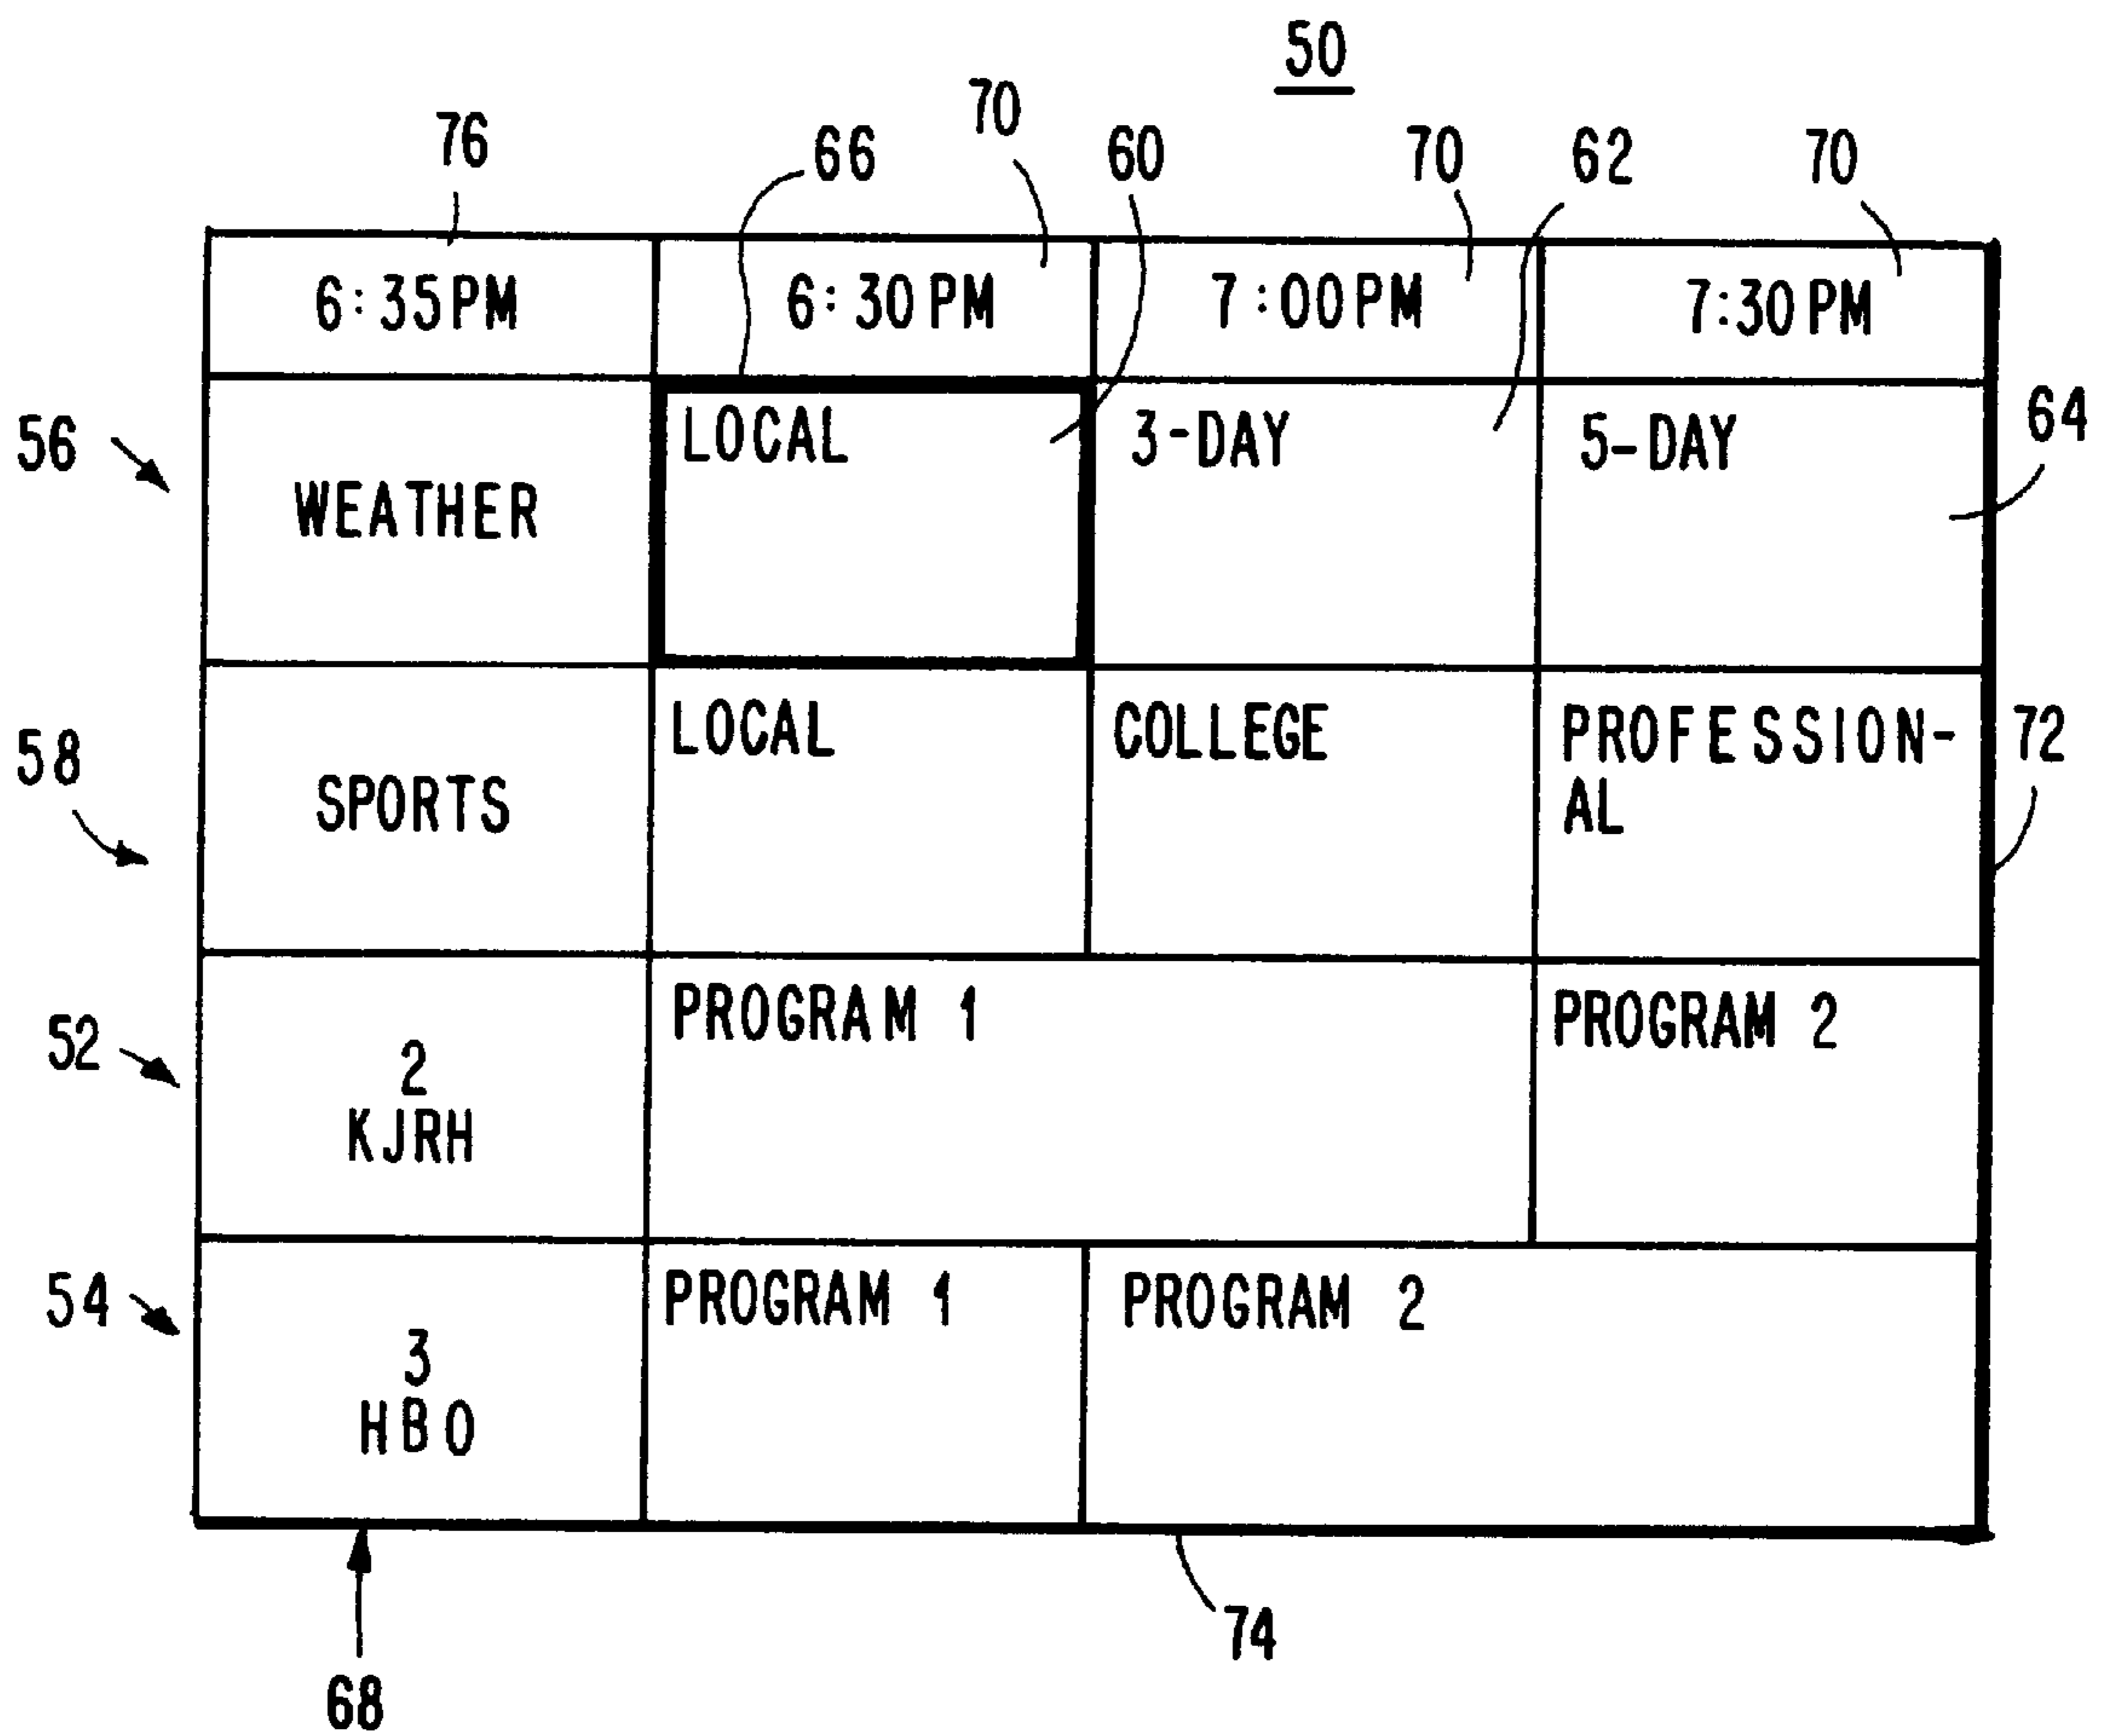 50
76
66
70
60
70
62
70
6:35PM
6:30PM
7:00PM
7:30PM
56
WEATHER
LOCAL
3-DAY
5-DAY
64
58
SPORTS
LOCAL
COLLEGE
PROFESSION-
AL
72
52
2
KJRH
PROGRAM 1
PROGRAM 2
54
3
HBO
PROGRAM 1
PROGRAM 2
68
74